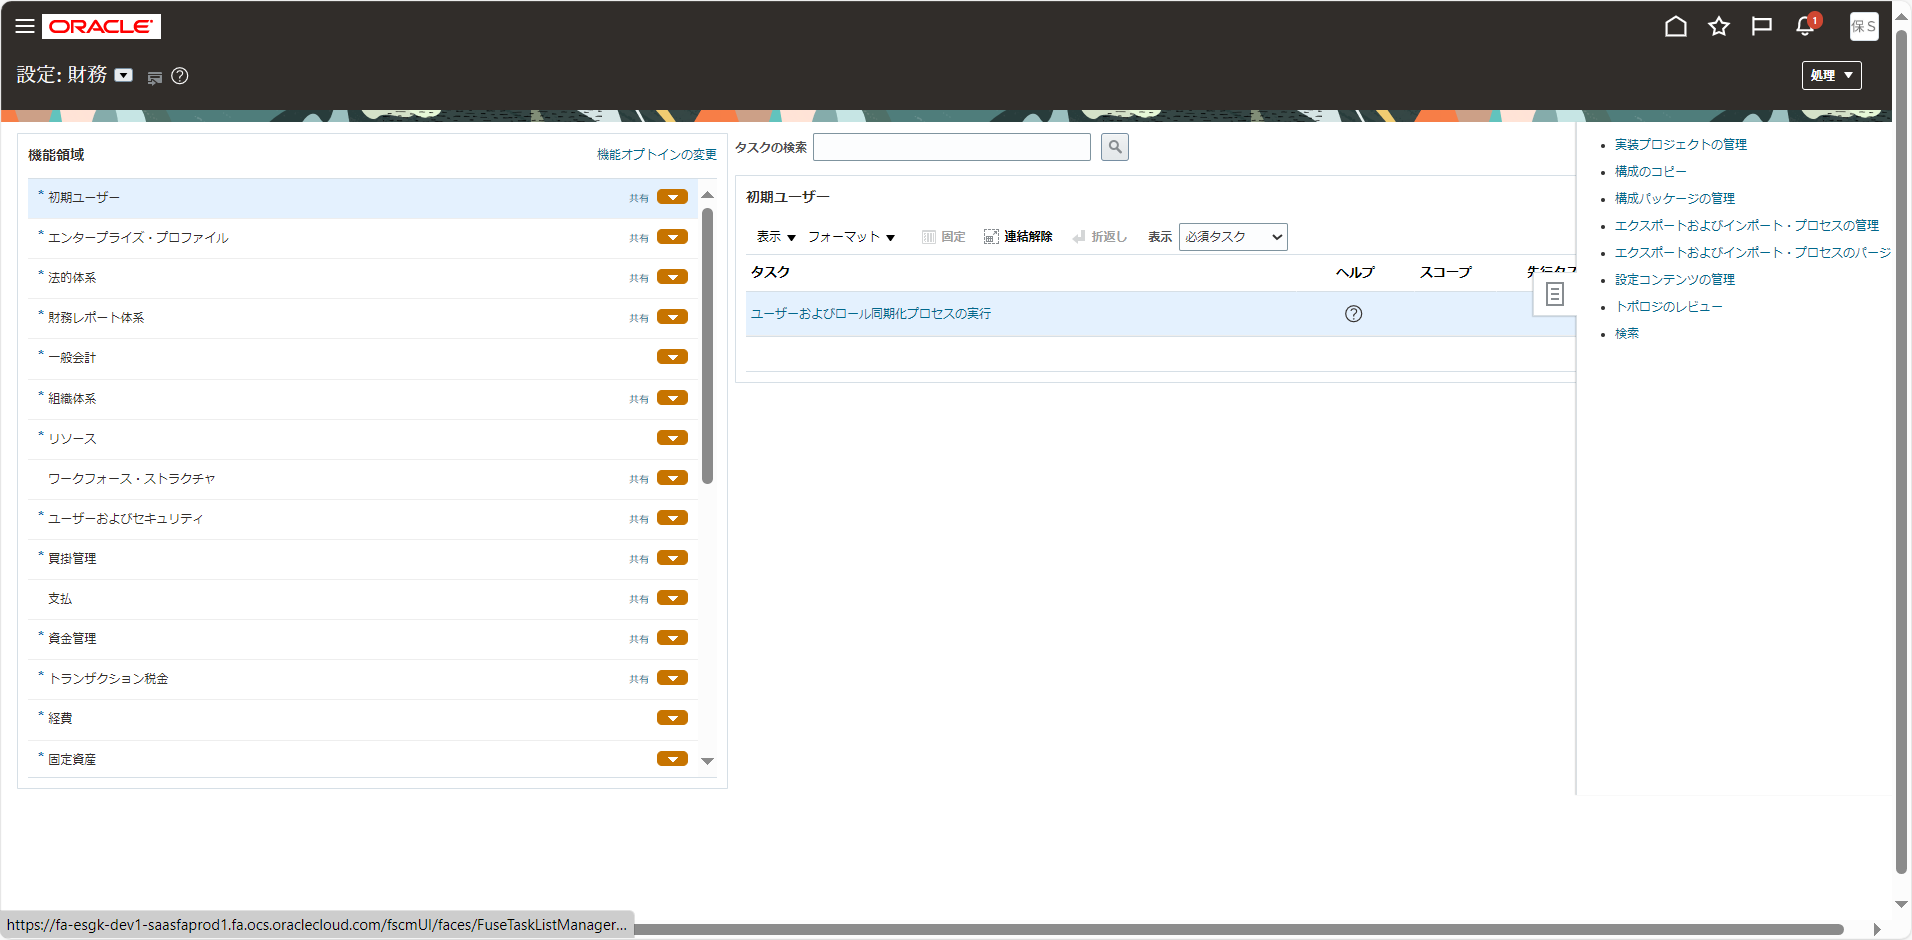 ORACLE
1
保S
設定: 財務
処理
機能領域
機能オプトインの変更
* 初期ユーザー 共有
* エンタープライズ・プロファイル 共有
* 法的体系 共有
* 財務レポート体系 共有
* 一般会計
* 組織体系 共有
* リソース
ワークフォース・ストラクチャ 共有
* ユーザーおよびセキュリティ 共有
* 買掛管理 共有
支払 共有
* 資金管理 共有
* トランザクション税金 共有
* 経費
* 固定資産
タスクの検索
初期ユーザー
表示 フォーマット 固定 連結解除 折返し 表示 必須タスク
タスク ヘルプ スコープ
ユーザーおよびロール同期化プロセスの実行
実装プロジェクトの管理
構成のコピー
構成パッケージの管理
エクスポートおよびインポート・プロセスの管理
エクスポートおよびインポート・プロセスのパージ
設定コンテンツの管理
トポロジのレビュー
検索
https://fa-esgk-dev1-saasfaprod1.fa.ocs.oraclecloud.com/fscmUI/faces/FuseTaskListManager...